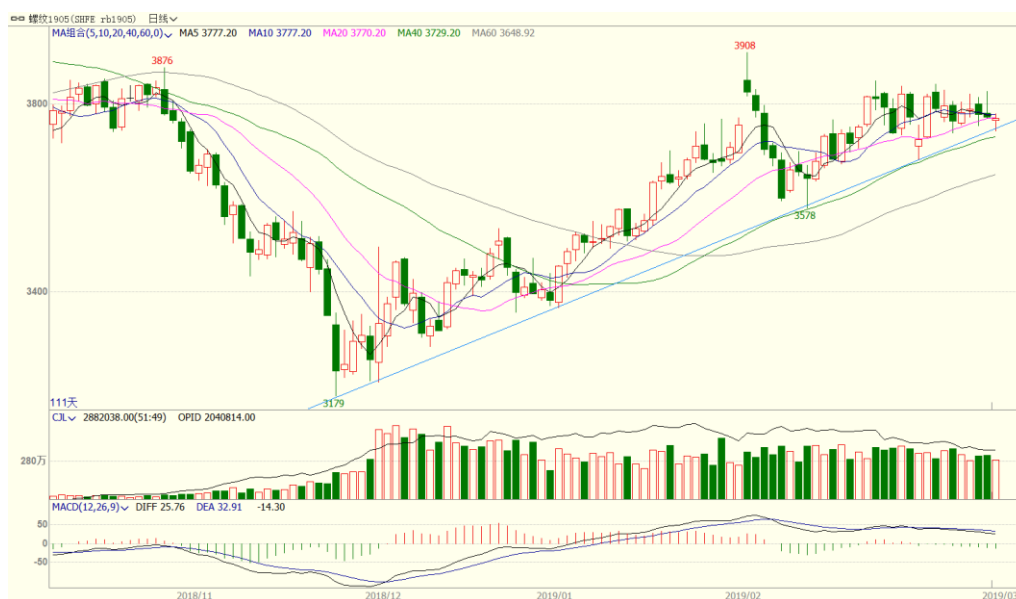 螺纹1905(SHFE rb1905) 日线
MA组合(5,10,20,40,60,0) MA5 3777.20 MA10 3777.20 MA20 3770.20 MA40 3729.20 MA60 3648.92
3876
3908
3800
3578
3400
3179
111天
CJL 2882038.00(51:49) OPID 2040814.00
280万
MACD(12,26,9) DIFF 25.76 DEA 32.91 -14.30
50
0
-50
2018/11 2018/12 2019/01 2019/02 2019/03